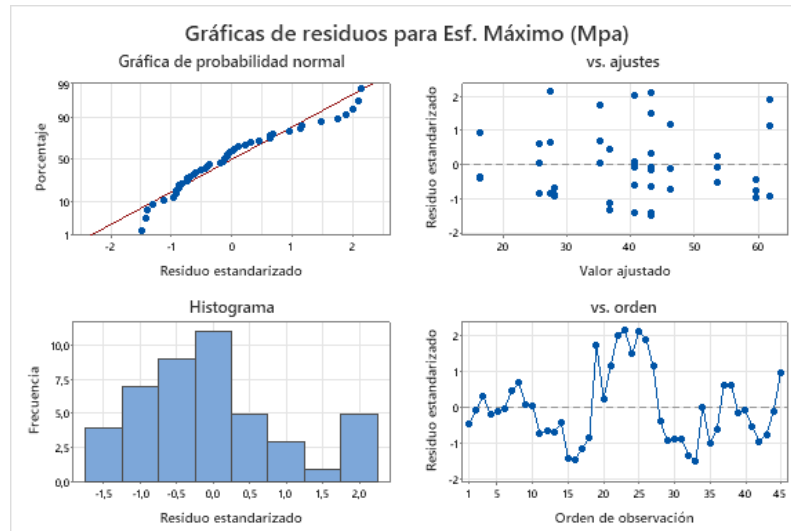 Gráficas de residuos para Esf. Máximo (Mpa)
Gráfica de probabilidad normal
99
90
50
10
1
Porcentaje
-2 -1 0 1 2
Residuo estandarizado
vs. ajustes
2
1
0
-1
-2
Residuo estandarizado
20 30 40 50 60
Valor ajustado
Histograma
10,0
7,5
5,0
2,5
0,0
Frecuencia
-1,5 -1,0 -0,5 0,0 0,5 1,0 1,5 2,0
Residuo estandarizado
vs. orden
2
1
0
-1
-2
Residuo estandarizado
1 5 10 15 20 25 30 35 40 45
Orden de observación